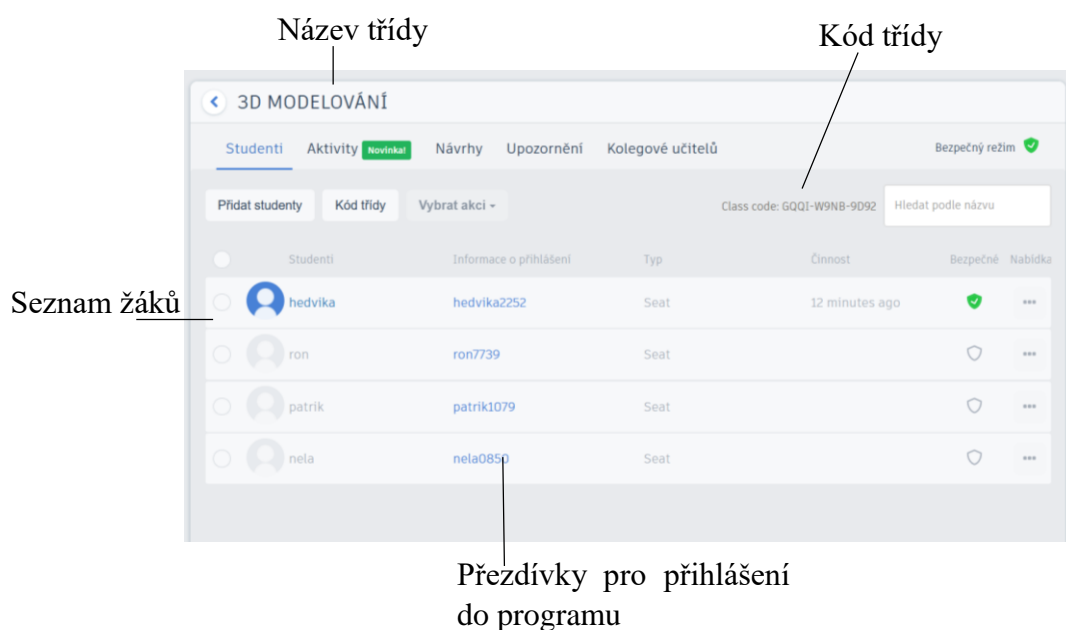 Název třídy
Kód třídy
3D MODELOVÁNÍ
Studenti Aktivity Novinka! Návrhy Upozornění Kolegové učitelů Bezpečný režim
Přidat studenty Kód třídy Vybrat akci Class code: GQQI-W9NB-9D92 Hledat podle názvu
Studenti Informace o přihlášení Typ Činnost Bezpečné Nabídka
Seznam žáků
hedvika hedvika2252 Seat 12 minutes ago
ron ron7739 Seat
patrik patrik1079 Seat
nela nela0850 Seat
Přezdívky pro přihlášení
do programu